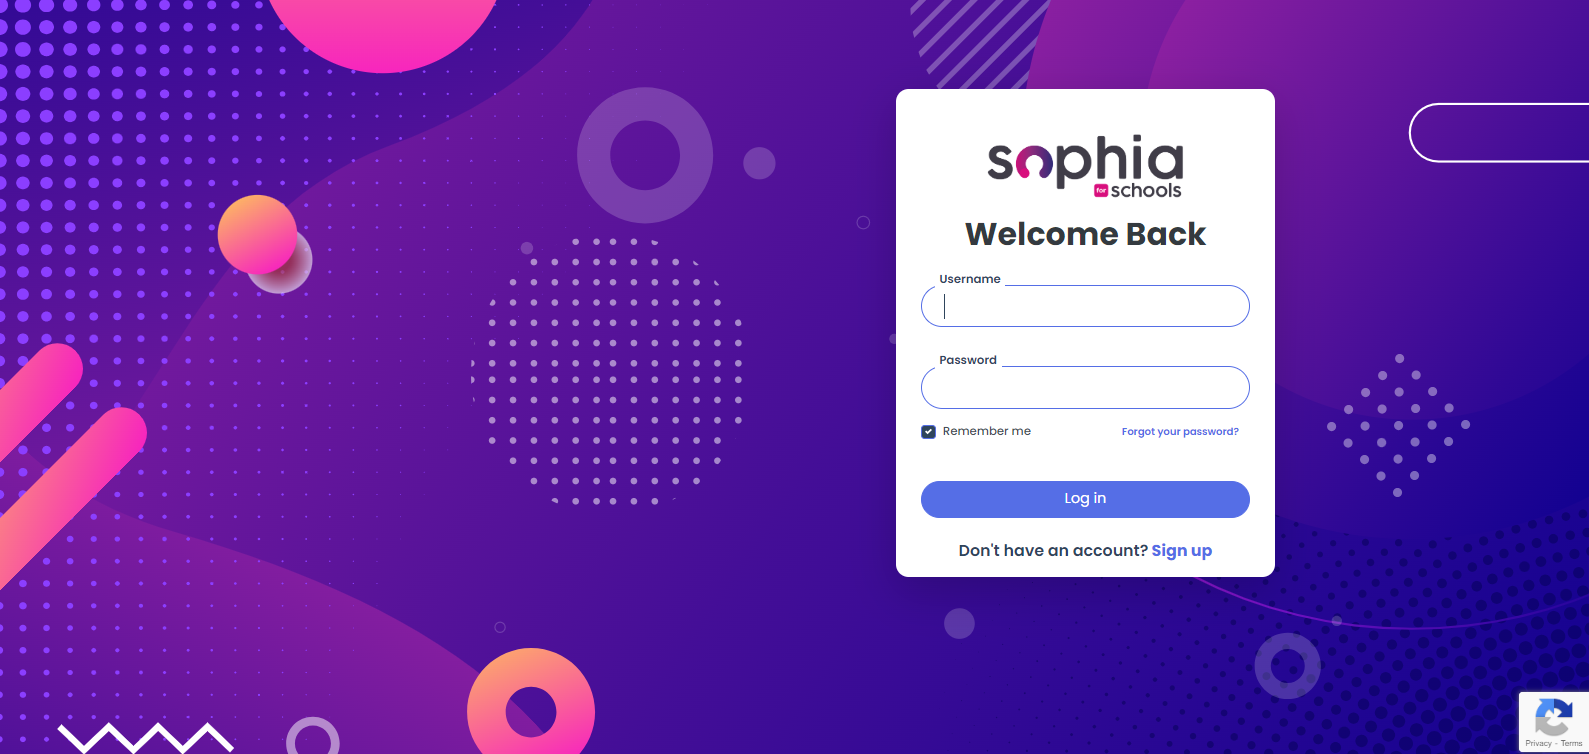 sophia
for schools
Welcome Back
Username
Password
Remember me
Forgot your password?
Log in
Don't have an account? Sign up
Privacy - Terms